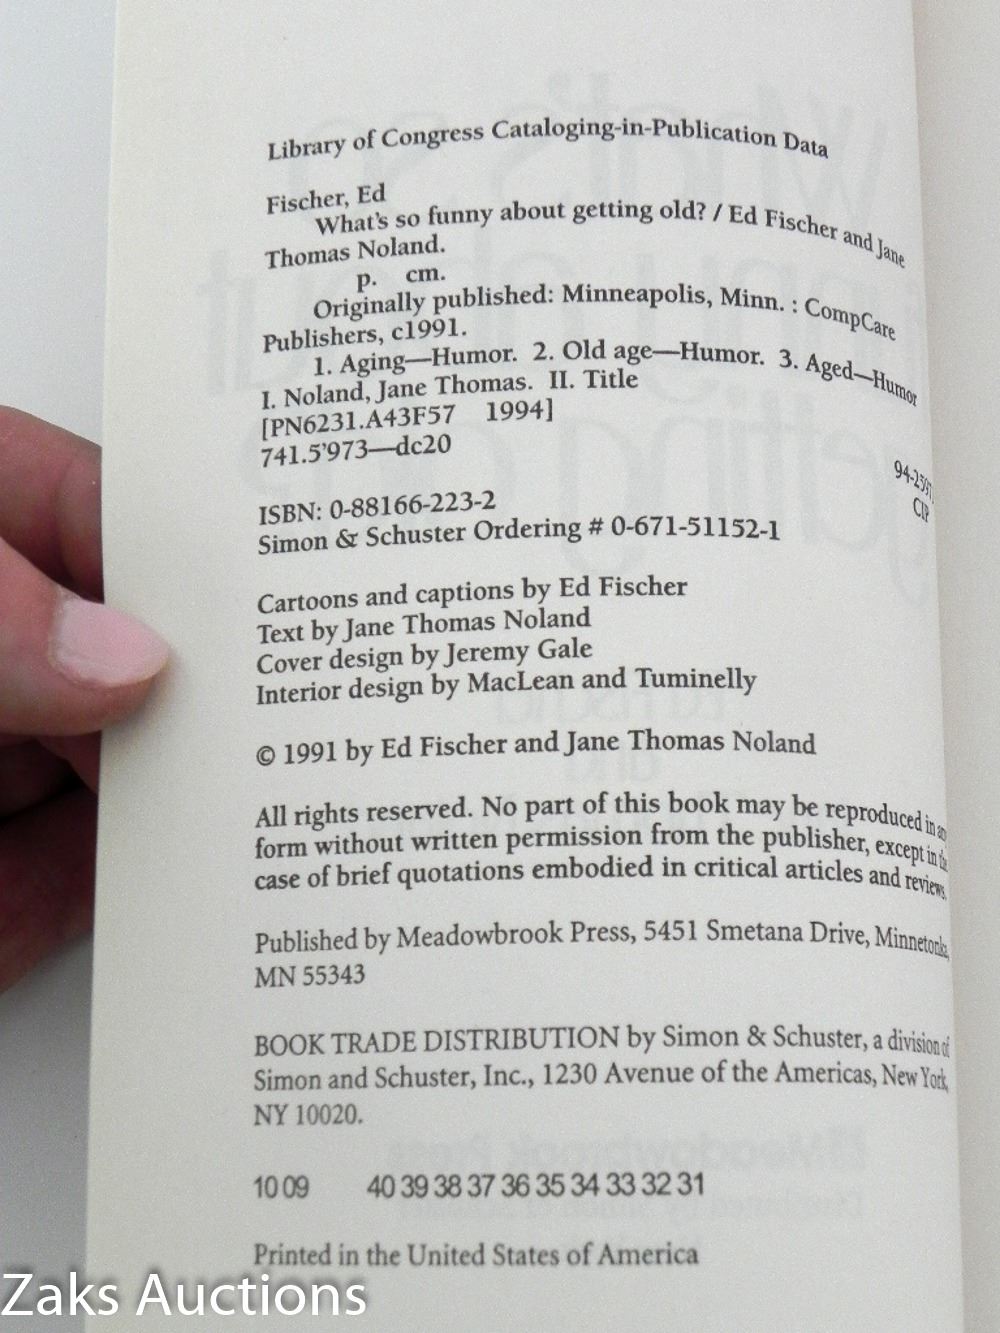 Library of Congress Cataloging-in-Publication Data
Fischer, Ed
What's so funny about getting old? / Ed Fischer and Jane
Thomas Noland.
p. cm.
Originally published: Minneapolis, Minn. : CompCare
Publishers, c1991.
1. Aging—Humor. 2. Old age—Humor. 3. Aged—Humor
I. Noland, Jane Thomas. II. Title
[PN6231.A43F57 1994]
741.5'973—dc20
CIP
ISBN: 0-88166-223-2
Simon & Schuster Ordering # 0-671-51152-1
Cartoons and captions by Ed Fischer
Text by Jane Thomas Noland
Cover design by Jeremy Gale
Interior design by MacLean and Tuminelly
© 1991 by Ed Fischer and Jane Thomas Noland
All rights reserved. No part of this book may be reproduced in
form without written permission from the publisher, except in the
case of brief quotations embodied in critical articles and reviews.
Published by Meadowbrook Press, 5451 Smetana Drive, Minnetonka,
MN 55343
BOOK TRADE DISTRIBUTION by Simon & Schuster, a division of
Simon and Schuster, Inc., 1230 Avenue of the Americas, New York,
NY 10020.
10 09 40 39 38 37 36 35 34 33 32 31
Printed in the United States of America
Zaks Auctions